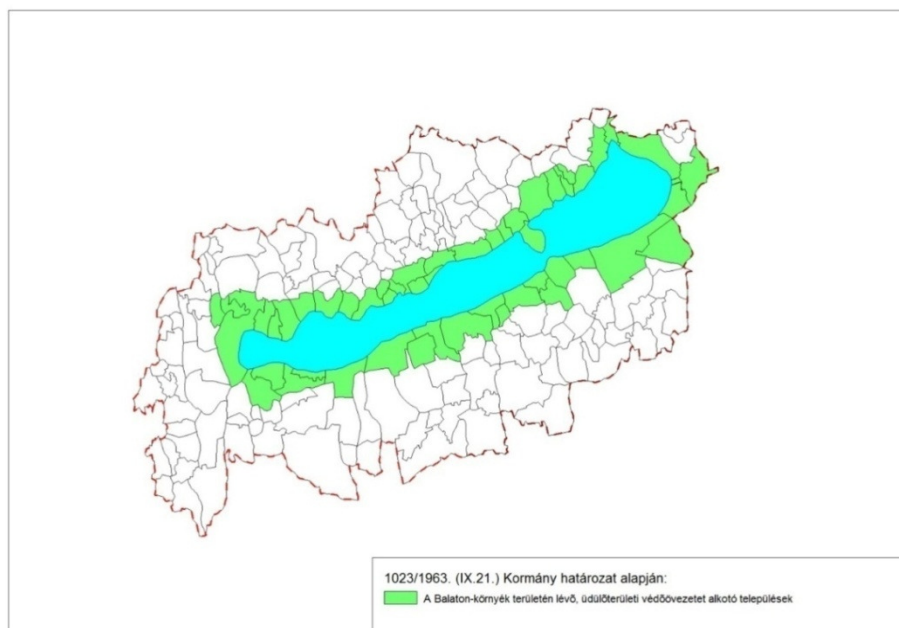 1023/1963. (IX.21.) Kormány határozat alapján:
A Balaton-környék területén lévő, üdülőterületi védőövezetet alkotó települések